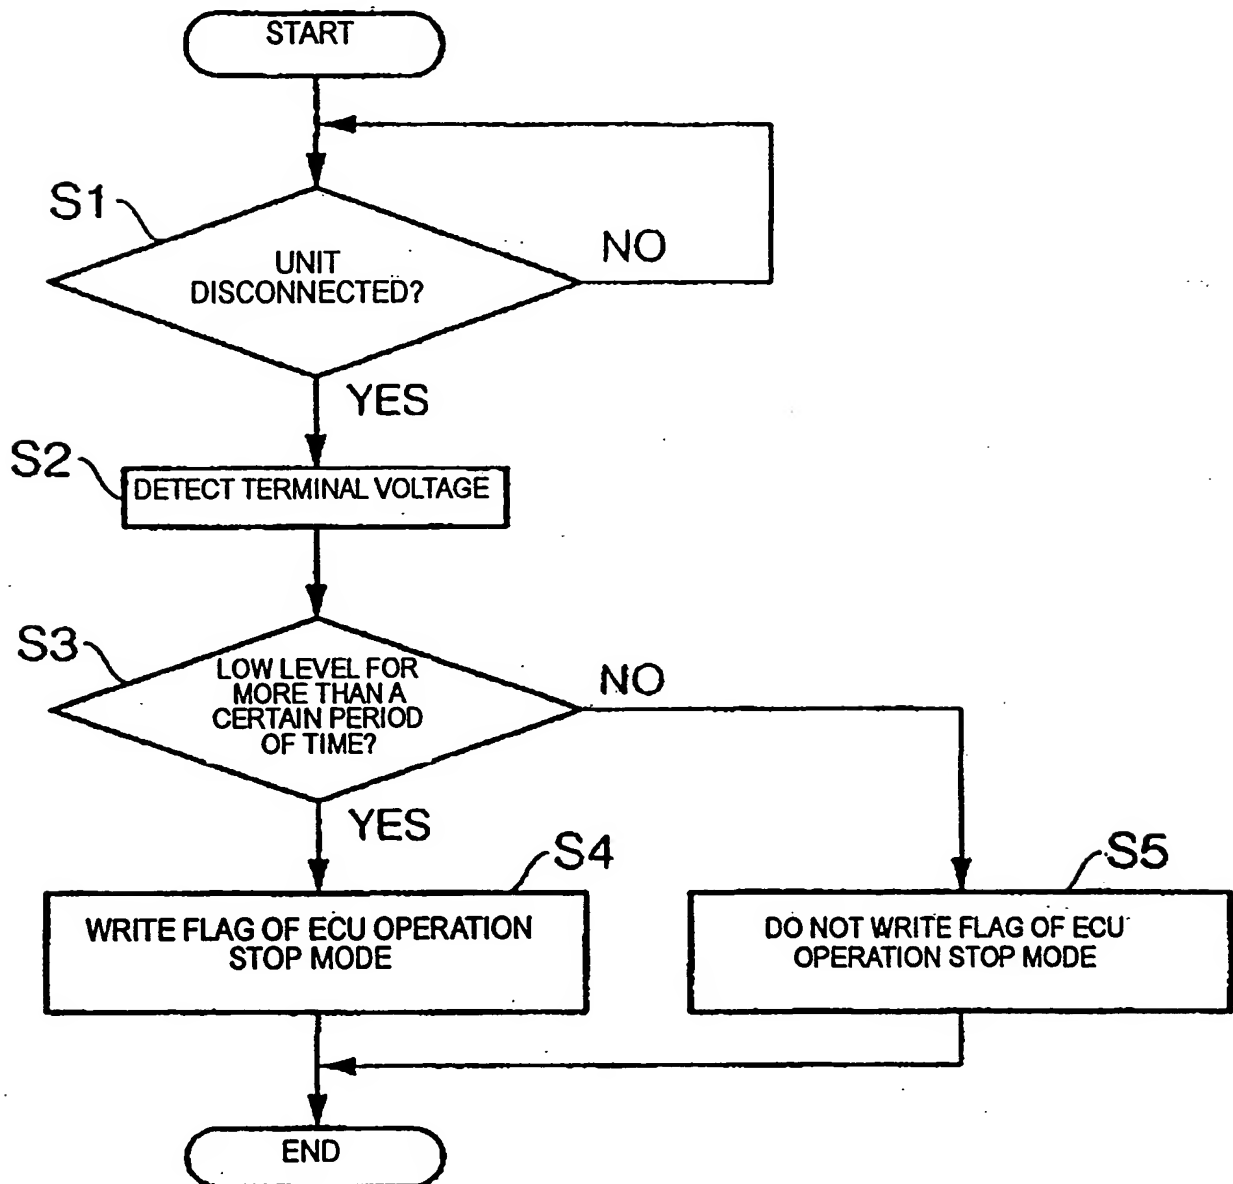 START
S1
UNIT
DISCONNECTED?
NO
YES
S2
DETECT TERMINAL VOLTAGE
S3
LOW LEVEL FOR
MORE THAN A
CERTAIN PERIOD
OF TIME?
NO
YES
S4
WRITE FLAG OF ECU OPERATION
STOP MODE
S5
DO NOT WRITE FLAG OF ECU
OPERATION STOP MODE
END